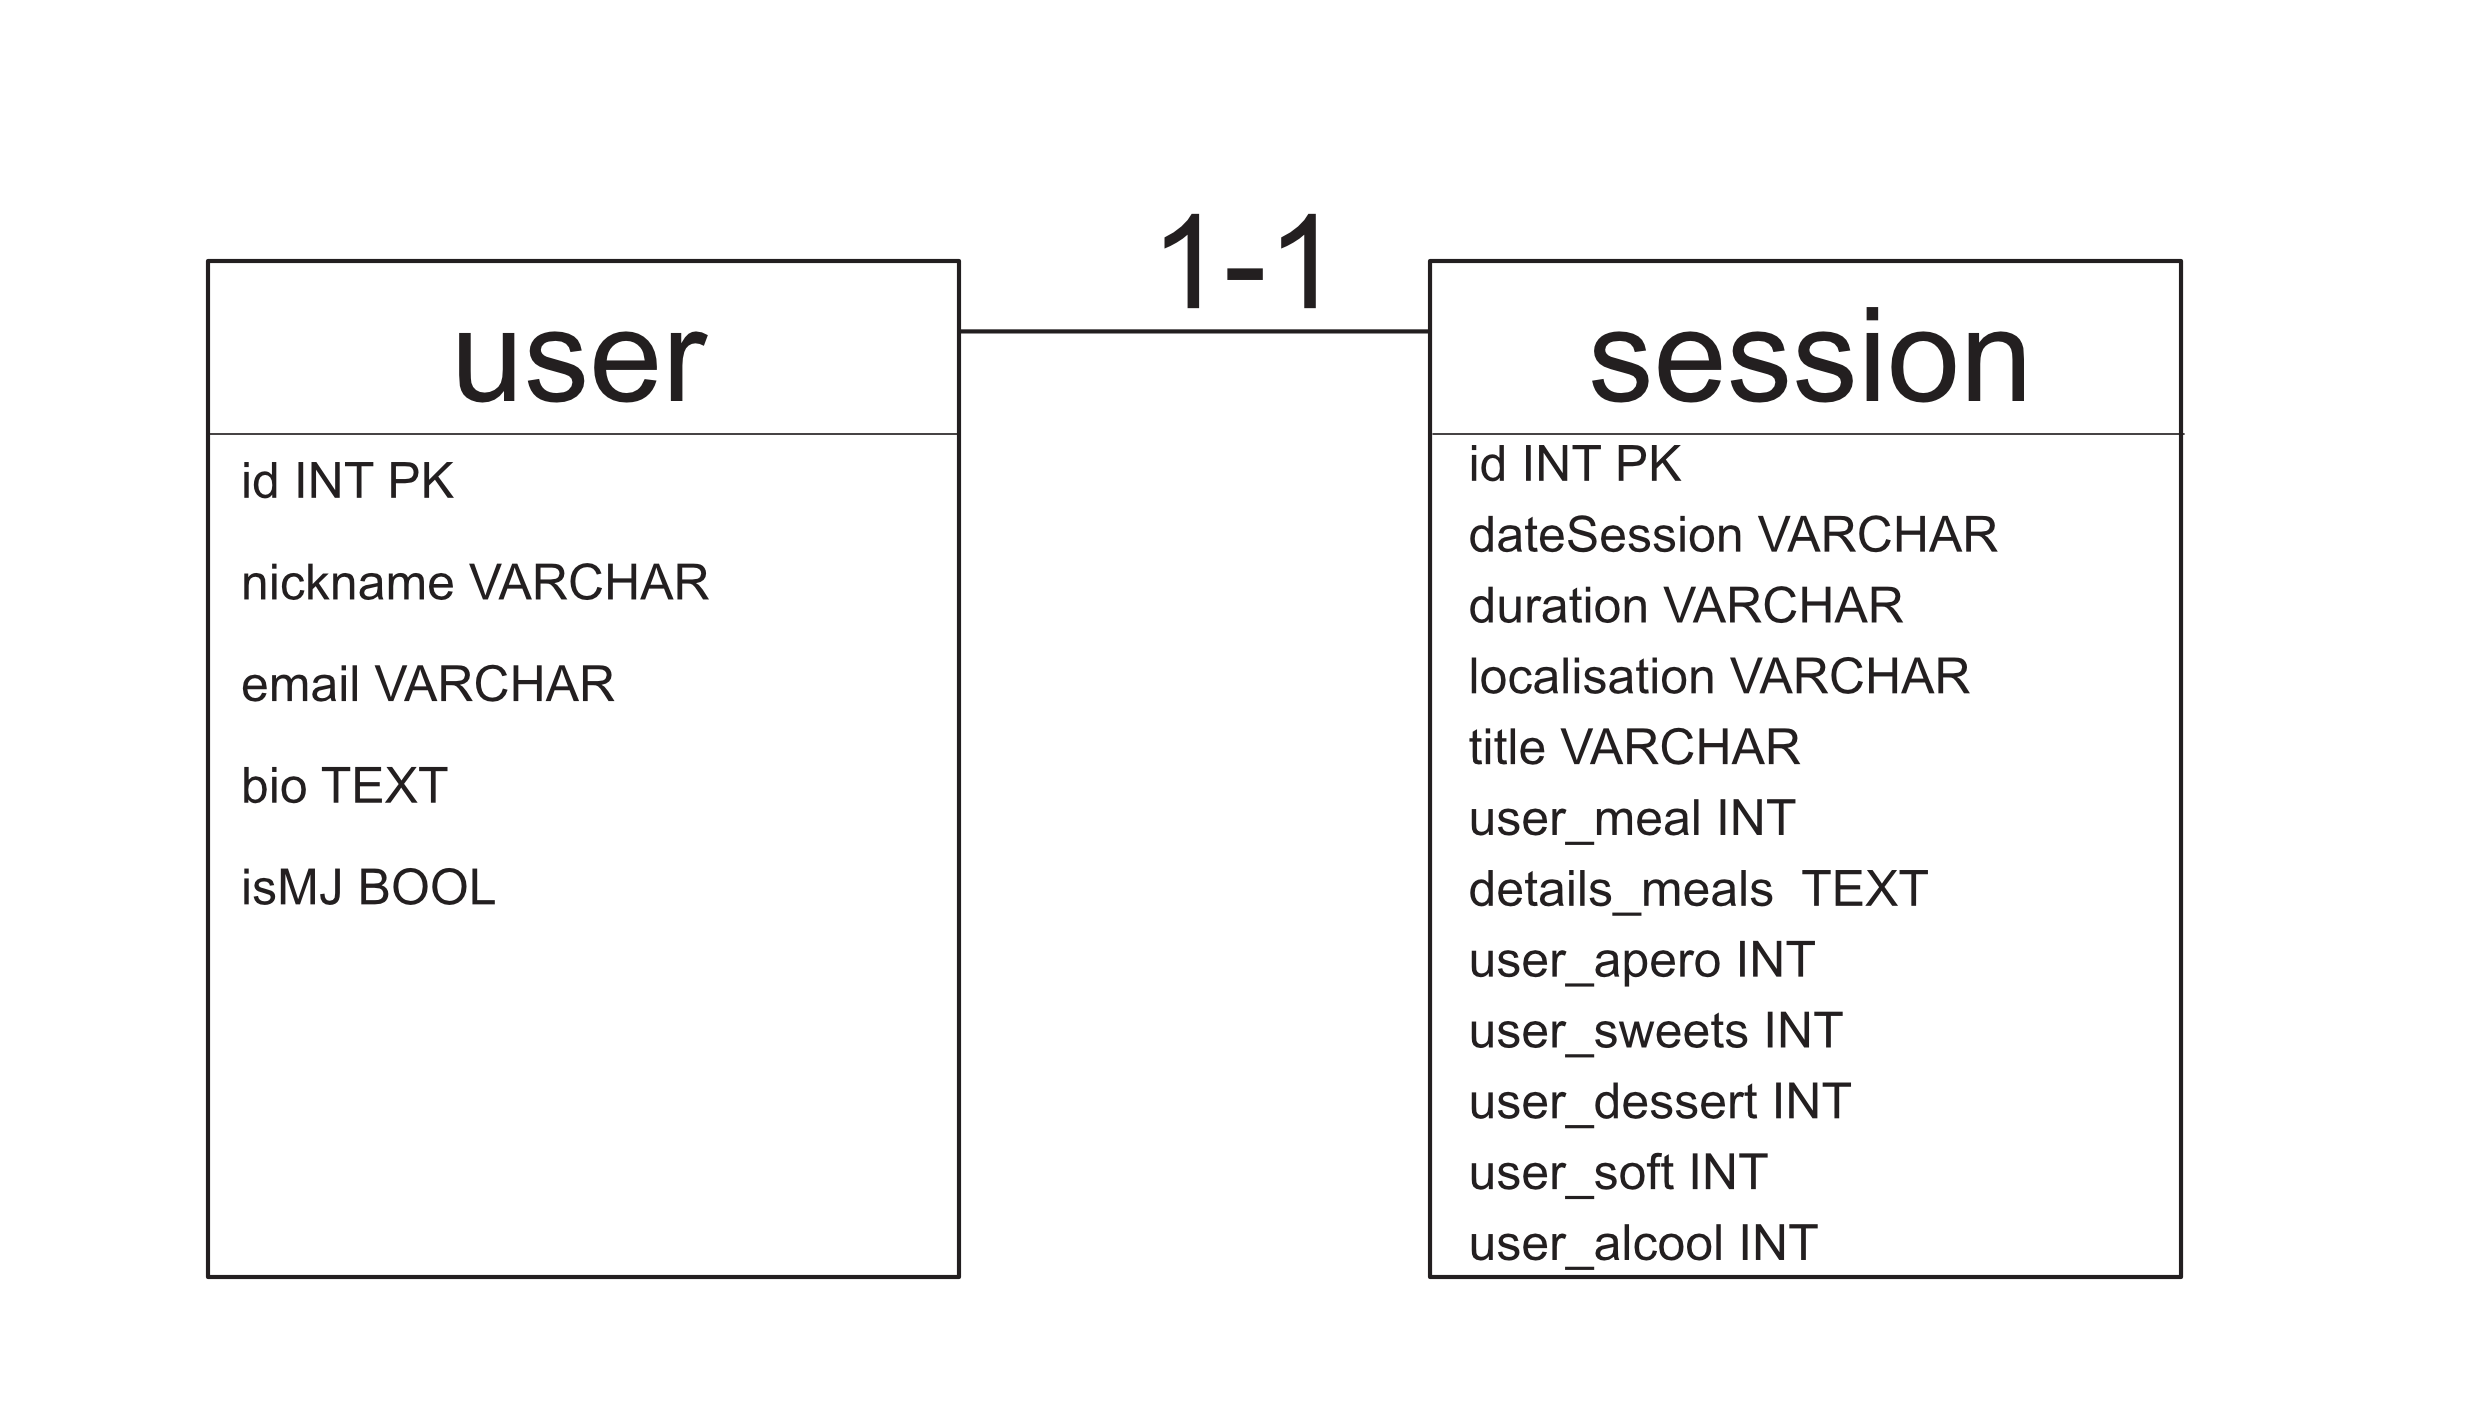 1-1
user
id INT PK
nickname VARCHAR
email VARCHAR
bio TEXT
isMJ BOOL
session
id INT PK
dateSession VARCHAR
duration VARCHAR
localisation VARCHAR
title VARCHAR
user_meal INT
details_meals  TEXT
user_apero INT
user_sweets INT
user_dessert INT
user_soft INT
user_alcool INT